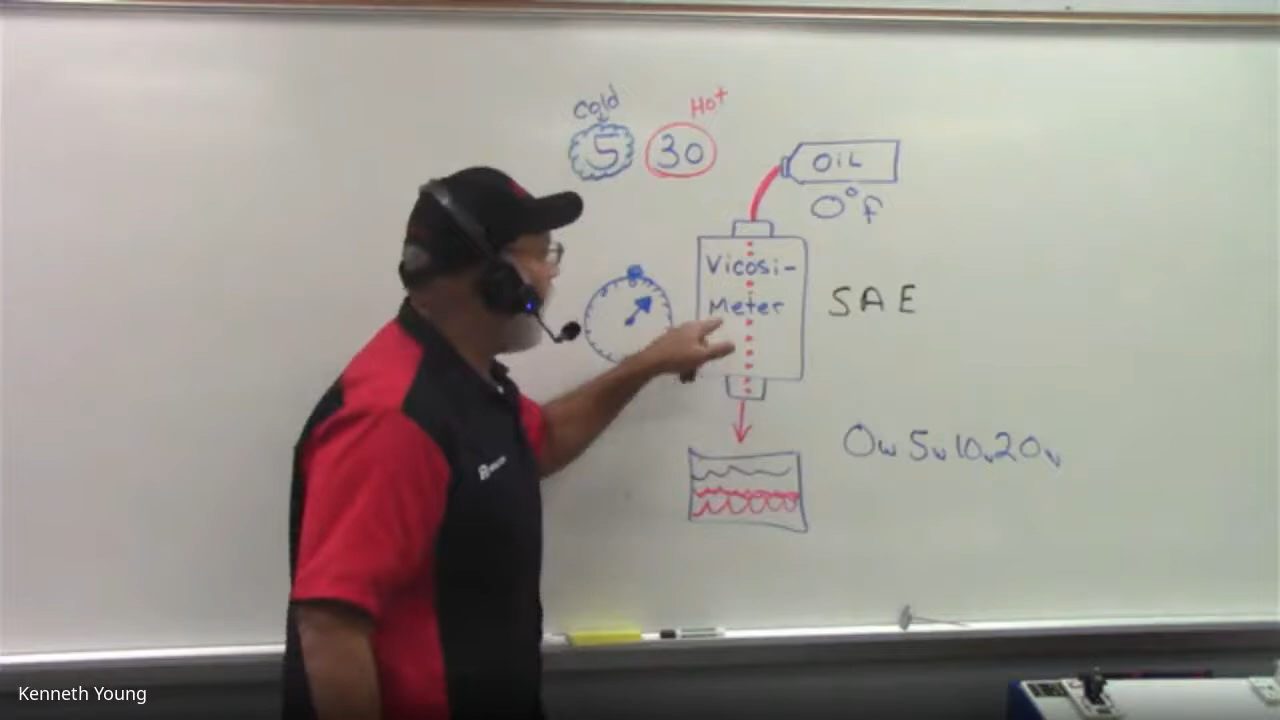 Cold
Hot
5
30
OIL
0°F
Vicosi-
Meter
SAE
0w 5w 10w 20w
Kenneth Young